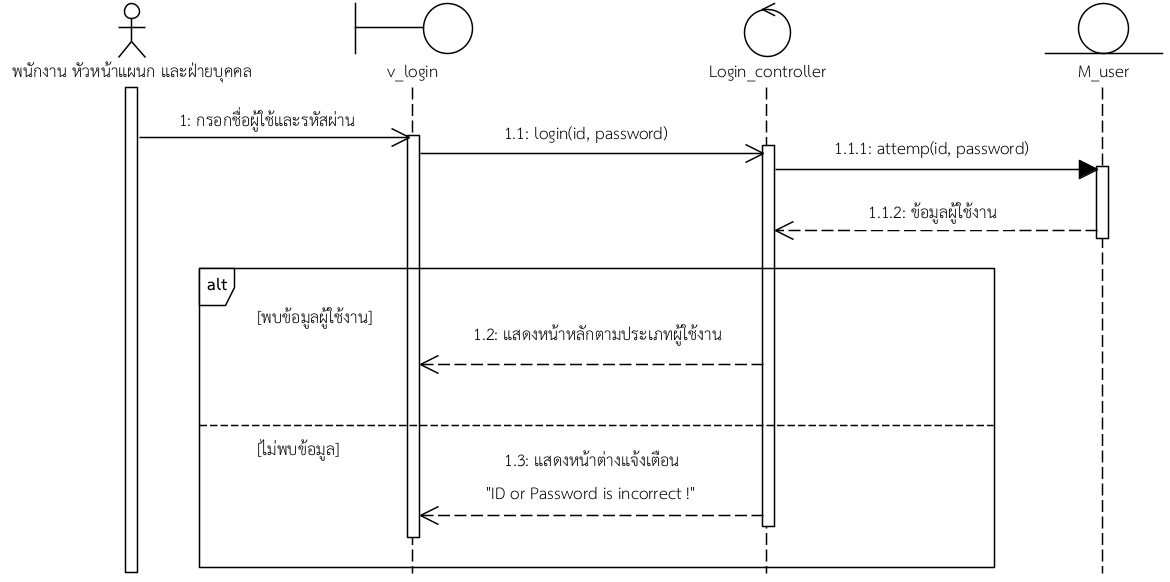 พนักงาน หัวหน้าแผนก และฝ่ายบุคคล
v_login
Login_controller
M_user
1: กรอกชื่อผู้ใช้และรหัสผ่าน
1.1: login(id, password)
1.1.1: attemp(id, password)
1.1.2: ข้อมูลผู้ใช้งาน
alt
[พบข้อมูลผู้ใช้งาน]
1.2: แสดงหน้าหลักตามประเภทผู้ใช้งาน
[ไม่พบข้อมูล]
1.3: แสดงหน้าต่างแจ้งเตือน
"ID or Password is incorrect !"